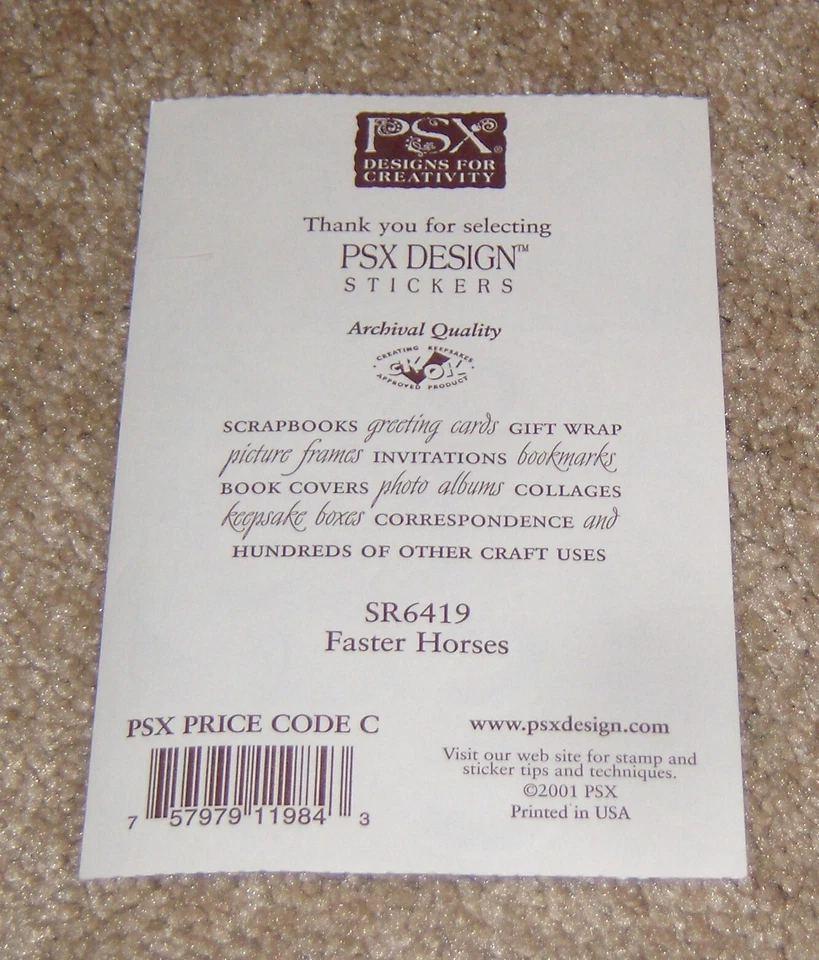 PSX®
DESIGNS FOR
CREATIVITY
Thank you for selecting
PSX DESIGN™
STICKERS
Archival Quality
CREATING KEEPSAKES
CK OK
APPROVED PRODUCT
SCRAPBOOKS greeting cards GIFT WRAP
picture frames INVITATIONS bookmarks
BOOK COVERS photo albums COLLAGES
keepsake boxes CORRESPONDENCE and
HUNDREDS OF OTHER CRAFT USES
SR6419
Faster Horses
PSX PRICE CODE C
7 57979 11984 3
www.psxdesign.com
Visit our web site for stamp and
sticker tips and techniques.
©2001 PSX
Printed in USA